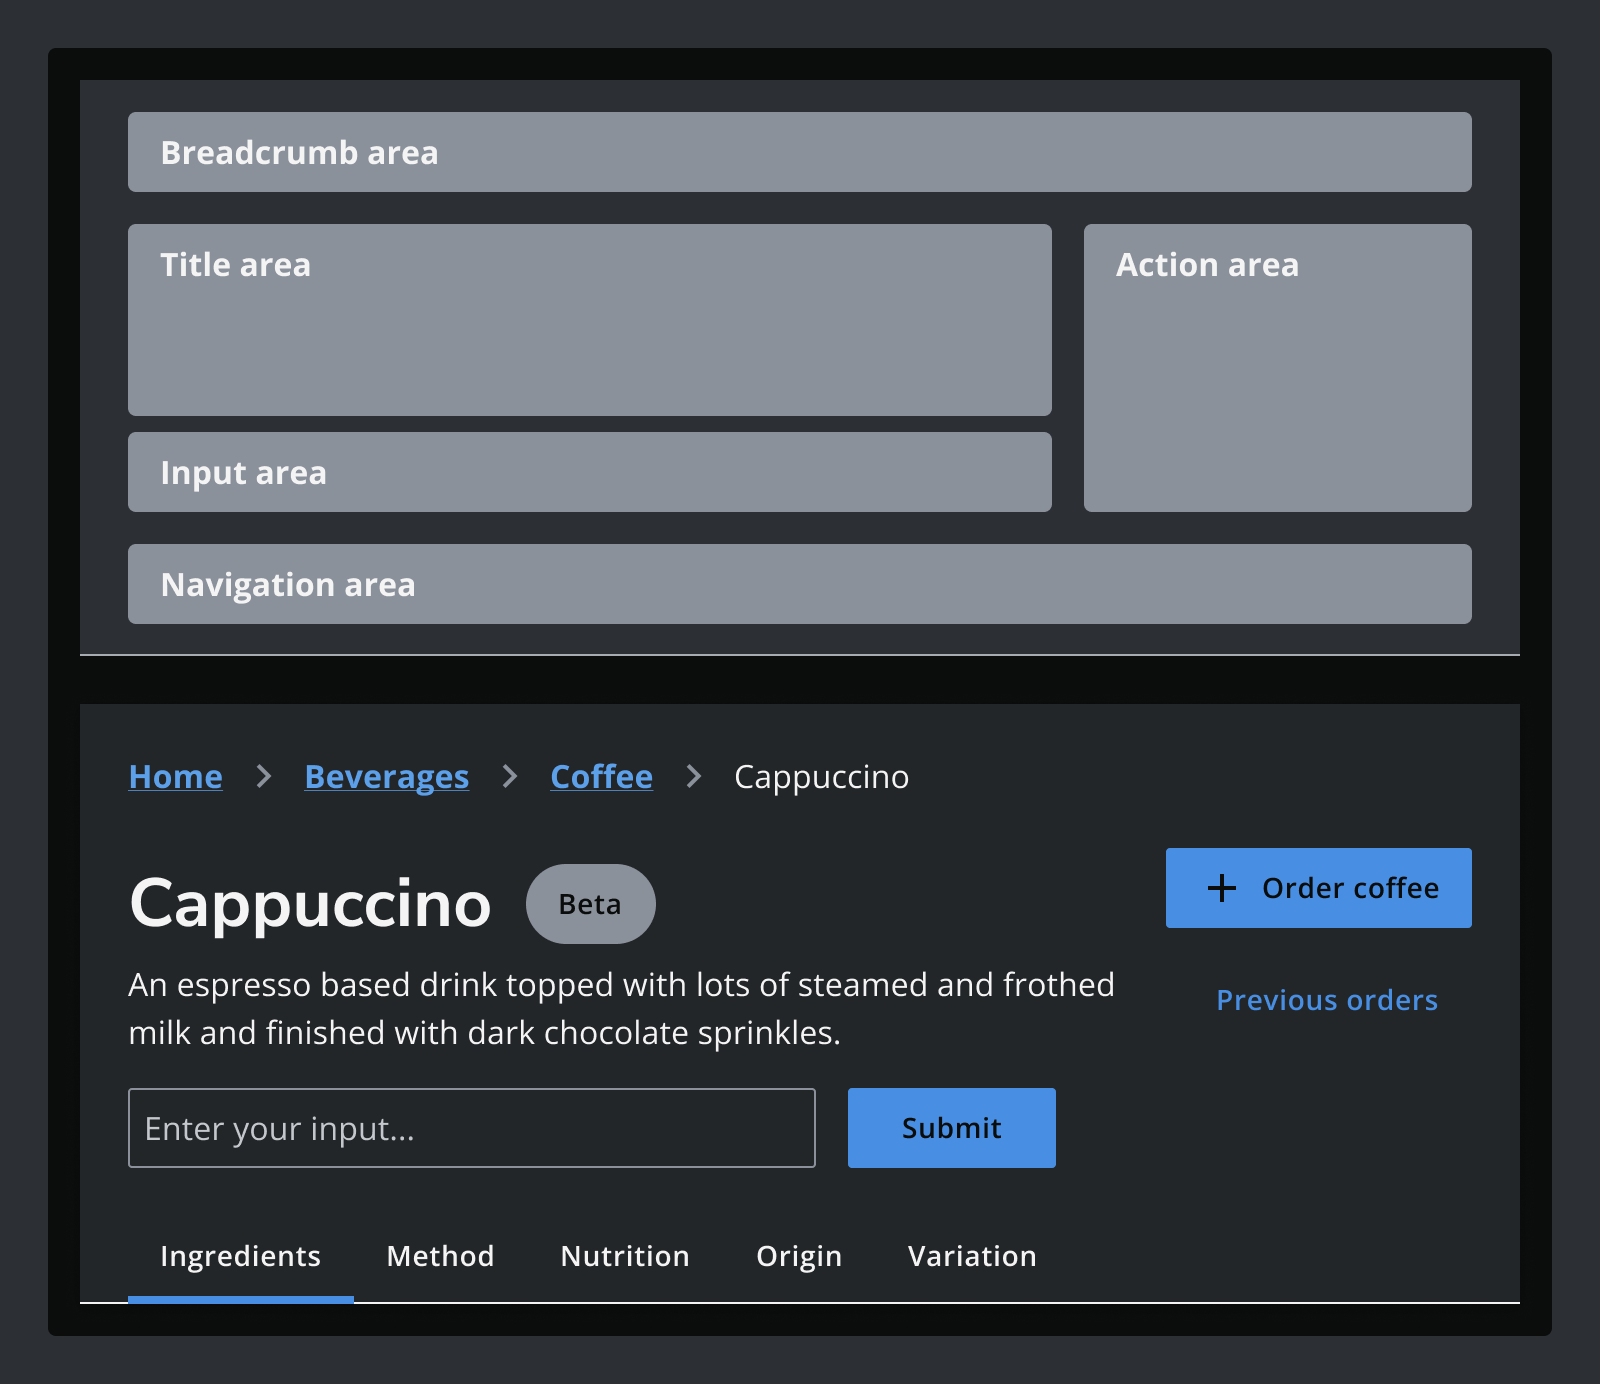 Breadcrumb area
Title area
Action area
Input area
Navigation area
Home > Beverages > Coffee > Cappuccino
Cappuccino Beta
+ Order coffee
An espresso based drink topped with lots of steamed and frothed
milk and finished with dark chocolate sprinkles.
Previous orders
Enter your input...
Submit
Ingredients Method Nutrition Origin Variation